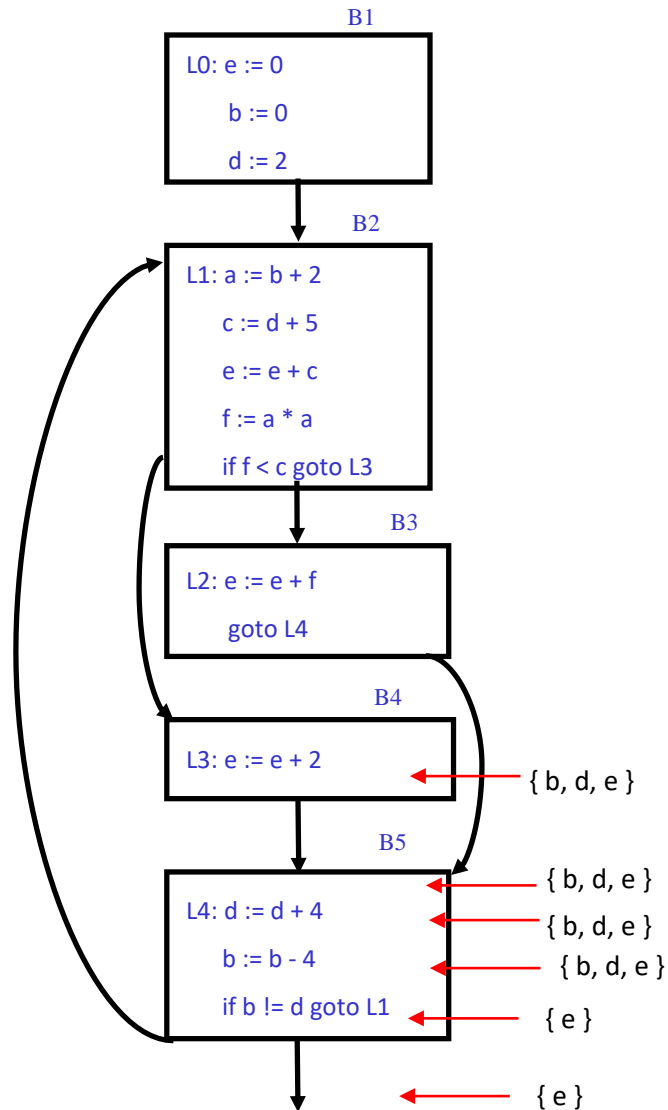 B1
L0: e := 0
b := 0
d := 2
B2
L1: a := b + 2
c := d + 5
e := e + c
f := a * a
if f < c goto L3
B3
L2: e := e + f
goto L4
B4
L3: e := e + 2
{ b, d, e }
B5
{ b, d, e }
L4: d := d + 4
{ b, d, e }
b := b - 4
{ b, d, e }
if b != d goto L1
{ e }
{ e }